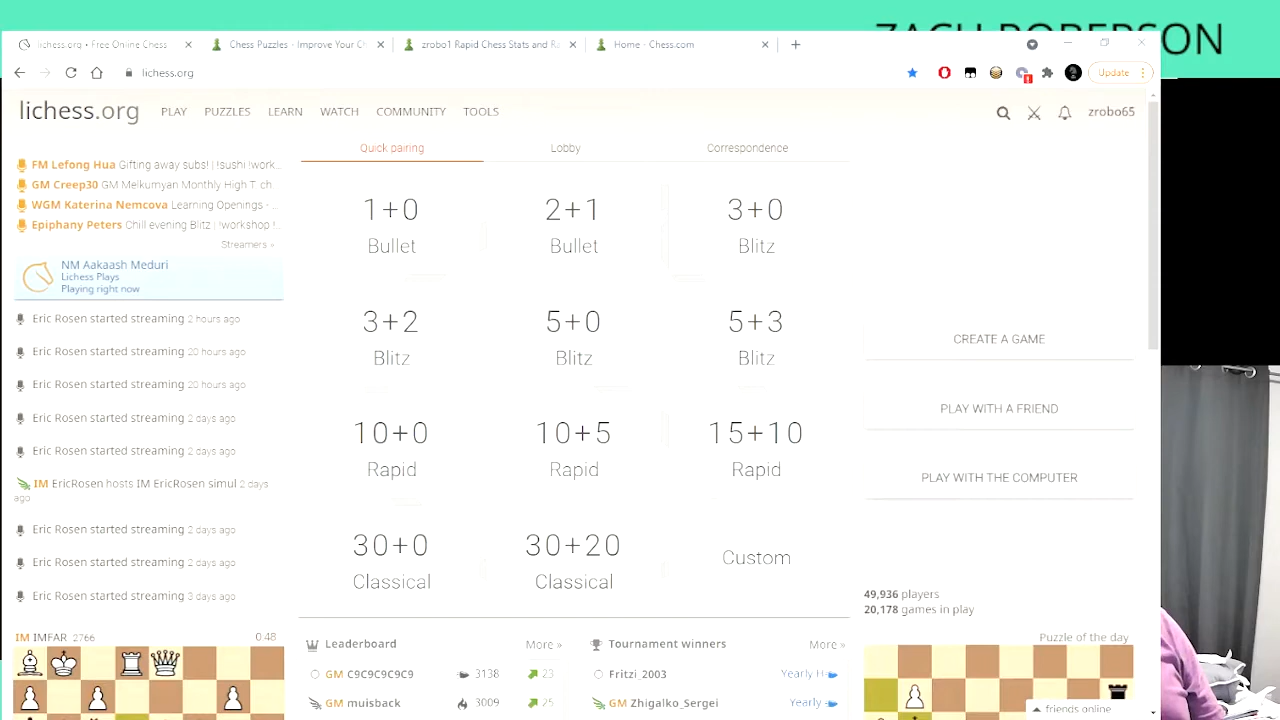 ZACH ROBERSON
lichess.org • Free Online Chess
Chess Puzzles - Improve Your Ch
zrobo1 Rapid Chess Stats and Ra
Home - Chess.com
lichess.org
Update
lichess.org
PLAY
PUZZLES
LEARN
WATCH
COMMUNITY
TOOLS
zrobo65
FM Lefong Hua Gifting away subs! | !sushi !work...
GM Creep30 GM Melkumyan Monthly High T. ch
WGM Katerina Nemcova Learning Openings - ...
Epiphany Peters Chill evening Blitz | !workshop !...
Streamers »
NM Aakaash Meduri
Lichess Plays
Playing right now
Eric Rosen started streaming 2 hours ago
Eric Rosen started streaming 20 hours ago
Eric Rosen started streaming 20 hours ago
Eric Rosen started streaming 2 days ago
Eric Rosen started streaming 2 days ago
IM EricRosen hosts IM EricRosen simul 2 days
ago
Eric Rosen started streaming 2 days ago
Eric Rosen started streaming 2 days ago
Eric Rosen started streaming 3 days ago
IM IMFAR 2766
0:48
Quick pairing
Lobby
Correspondence
1+0
Bullet
2+1
Bullet
3+0
Blitz
3+2
Blitz
5+0
Blitz
5+3
Blitz
10+0
Rapid
10+5
Rapid
15+10
Rapid
30+0
Classical
30+20
Classical
Custom
Leaderboard
More »
GM C9C9C9C9C9 3138 23
GM muisback 3009 25
Tournament winners
More »
Fritzi_2003 Yearly
GM Zhigalko_Sergei Yearly
CREATE A GAME
PLAY WITH A FRIEND
PLAY WITH THE COMPUTER
49,936 players
20,178 games in play
Puzzle of the day
friends online